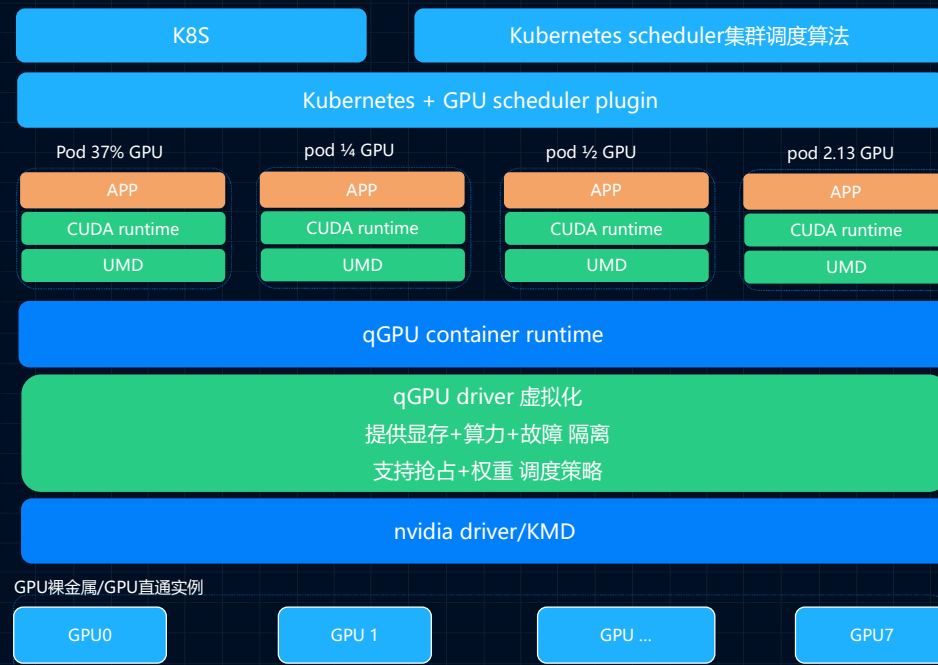 K8S
Kubernetes scheduler集群调度算法
Kubernetes + GPU scheduler plugin
Pod 37% GPU
pod ¼ GPU
pod ½ GPU
pod 2.13 GPU
APP
APP
APP
APP
CUDA runtime
CUDA runtime
CUDA runtime
CUDA runtime
UMD
UMD
UMD
UMD
qGPU container runtime
qGPU driver 虚拟化
提供显存+算力+故障 隔离
支持抢占+权重 调度策略
nvidia driver/KMD
GPU裸金属/GPU直通实例
GPU0
GPU 1
GPU ...
GPU7